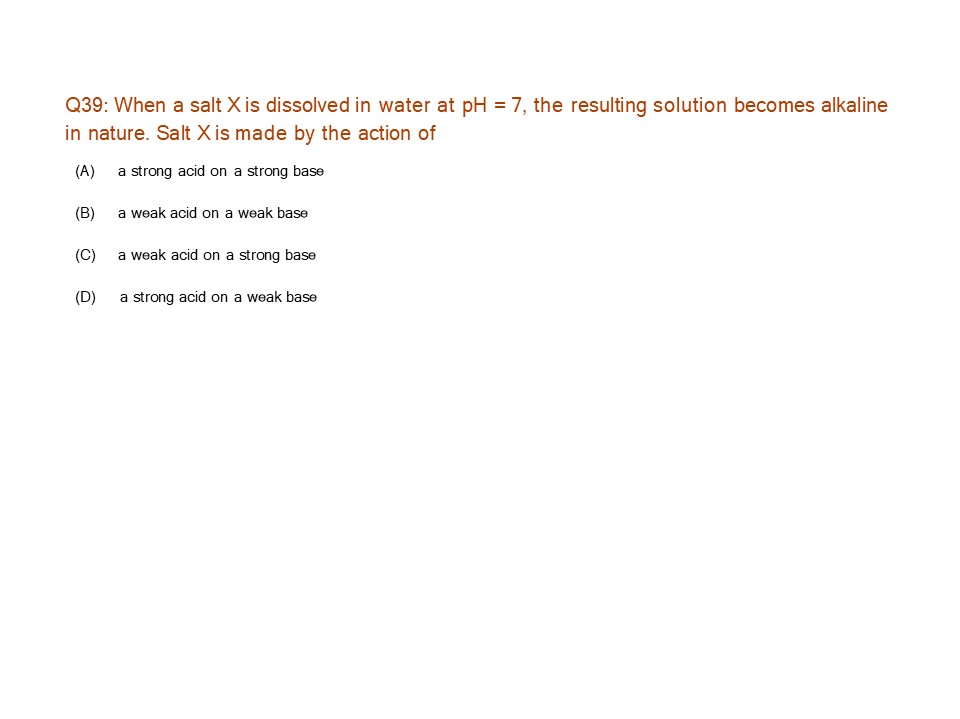 Q39: When a salt X is dissolved in water at pH = 7, the resulting solution becomes alkaline
in nature. Salt X is made by the action of
(A) a strong acid on a strong base
(B) a weak acid on a weak base
(C) a weak acid on a strong base
(D) a strong acid on a weak base